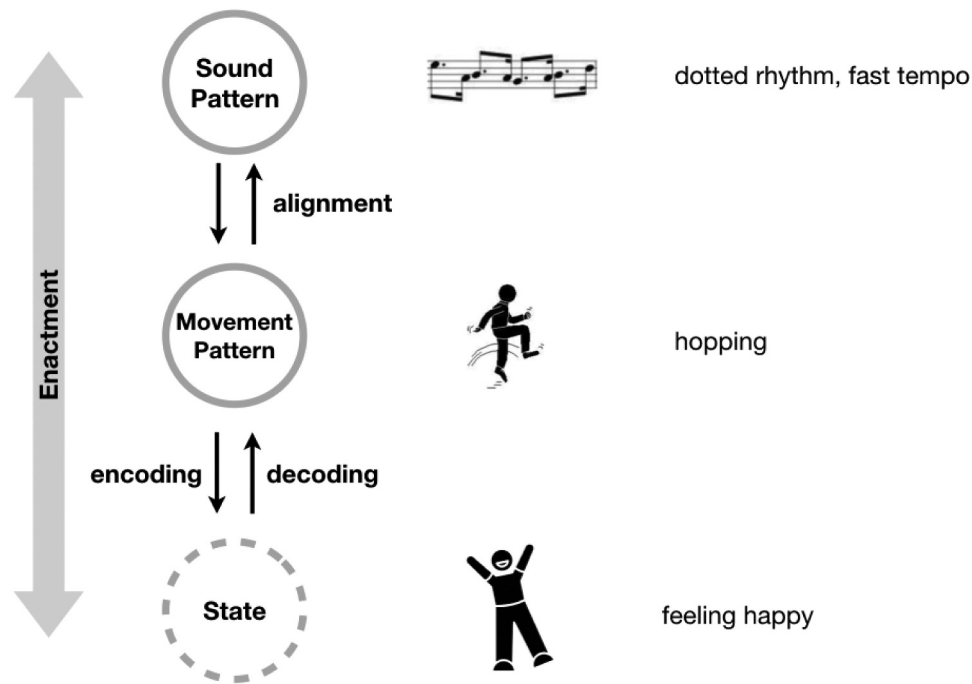 Sound
Pattern
dotted rhythm, fast tempo
alignment
Enactment
Movement
Pattern
hopping
encoding
decoding
State
feeling happy